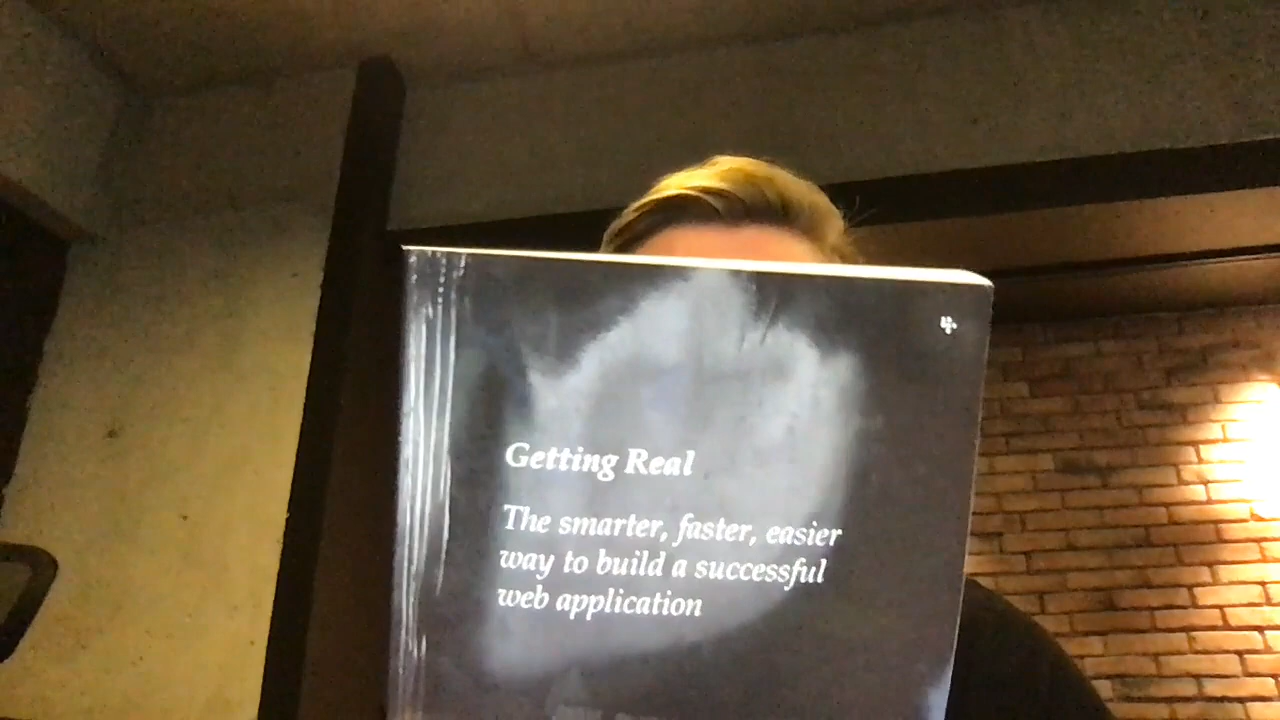 Getting Real
The smarter, faster, easier
way to build a successful
web application